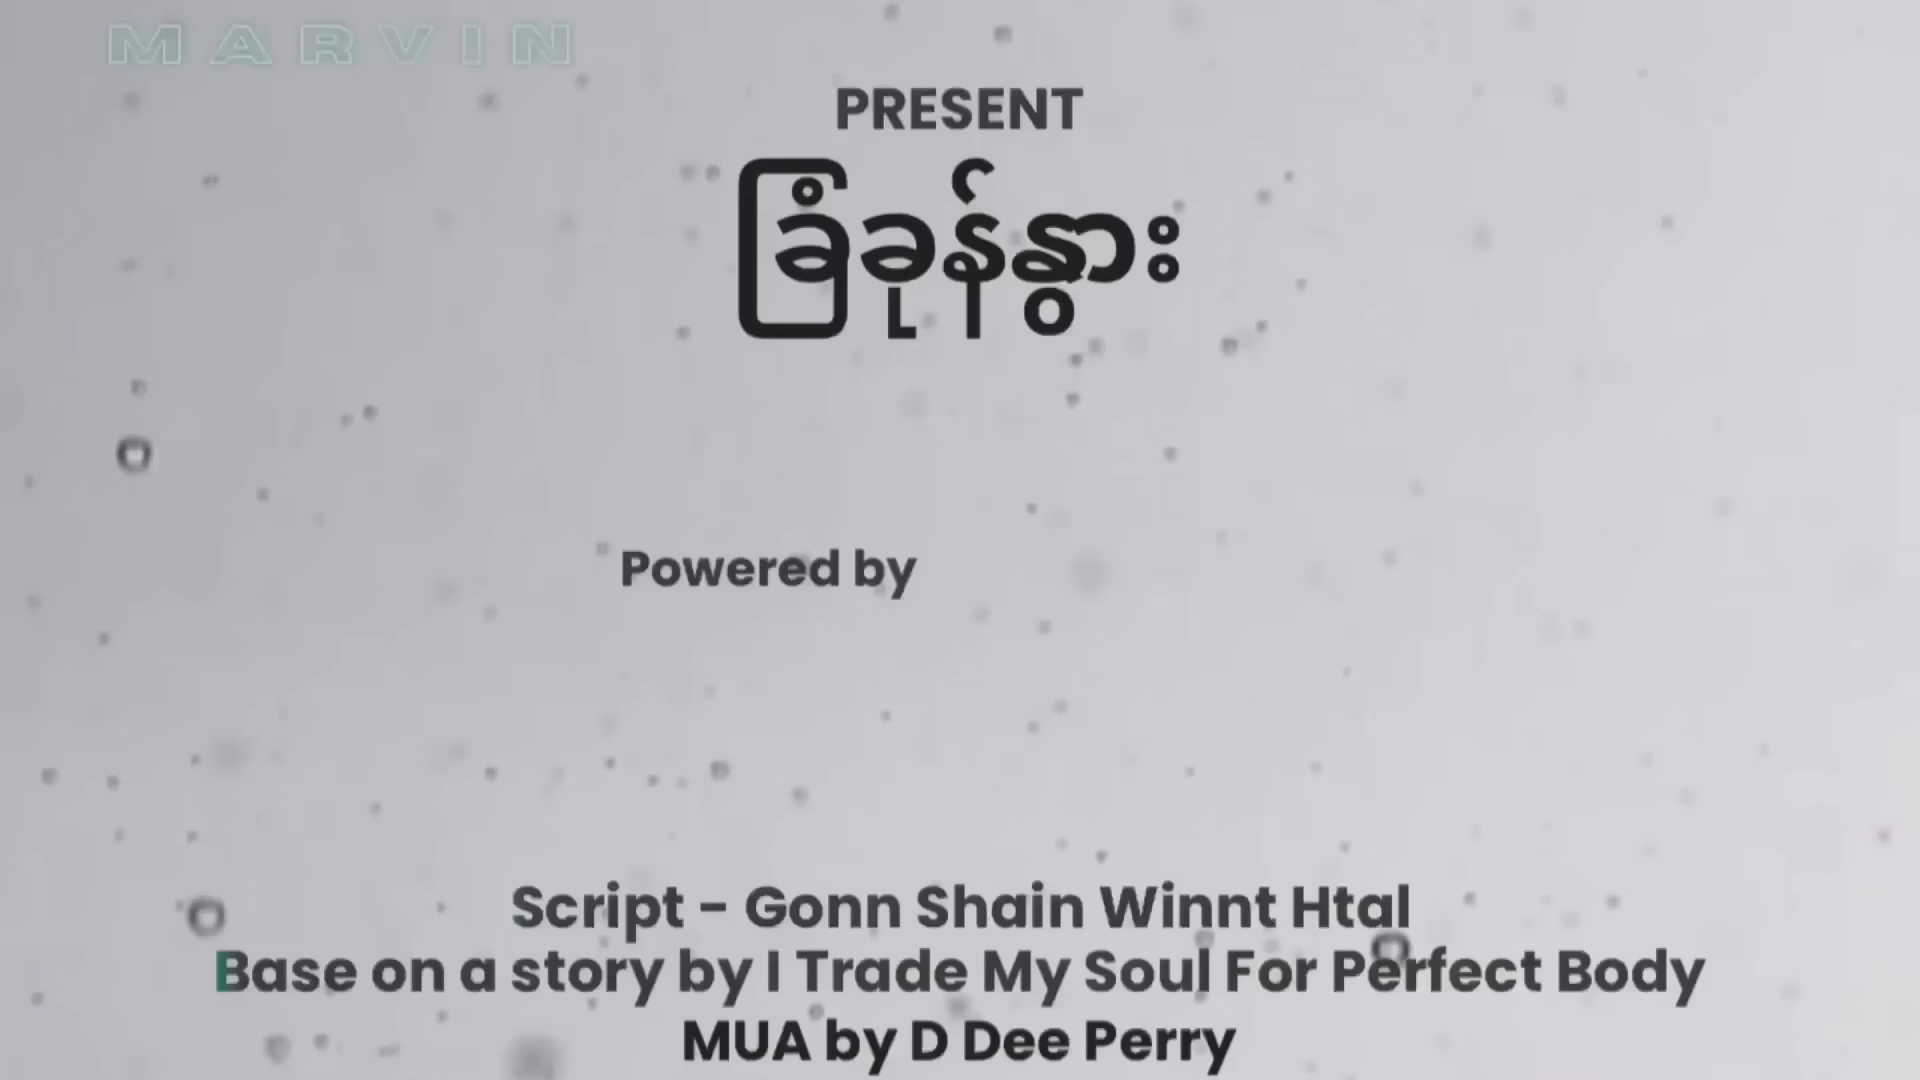 MARVIN
PRESENT
ခြံခုန်နွား
Powered by
Script - Gonn Shain Winnt Htal
Base on a story by I Trade My Soul For Perfect Body
MUA by D Dee Perry